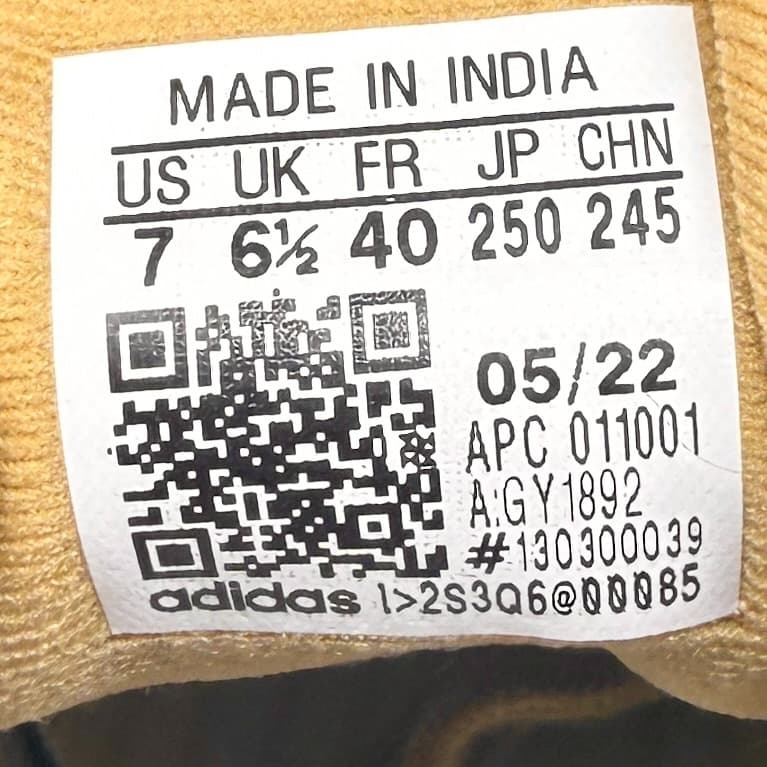 MADE IN INDIA
US UK FR JP CHN
7 6½ 40 250 245
05/22
APC 011001
A:GY1892
#130300039
adidas 1>2S3Q6@00085